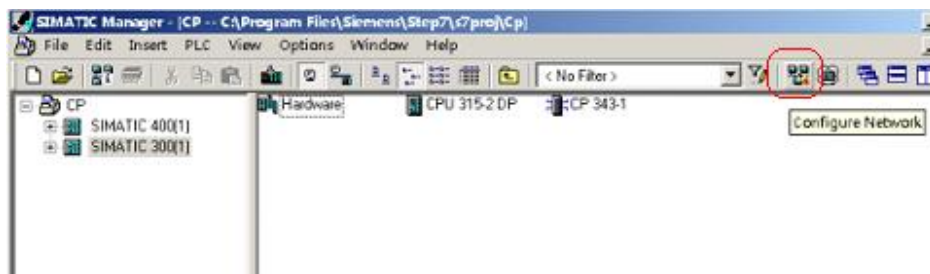 SIMATIC Manager - [CP -- C:\Program Files\Siemens\Step7\s7proj\Cp]
File Edit Insert PLC View Options Window Help
< No Filter >
CP
Hardware CPU 315-2 DP CP 343-1
Configure Network
SIMATIC 400(1)
SIMATIC 300(1)